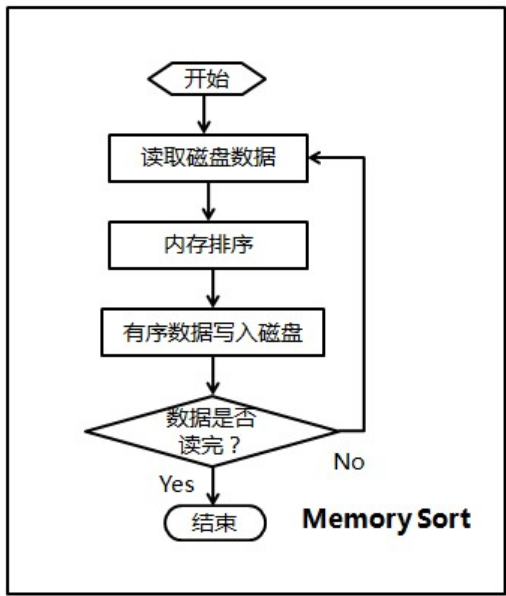 开始
读取磁盘数据
内存排序
有序数据写入磁盘
数据是否
读完？
No
Yes
结束
Memory Sort